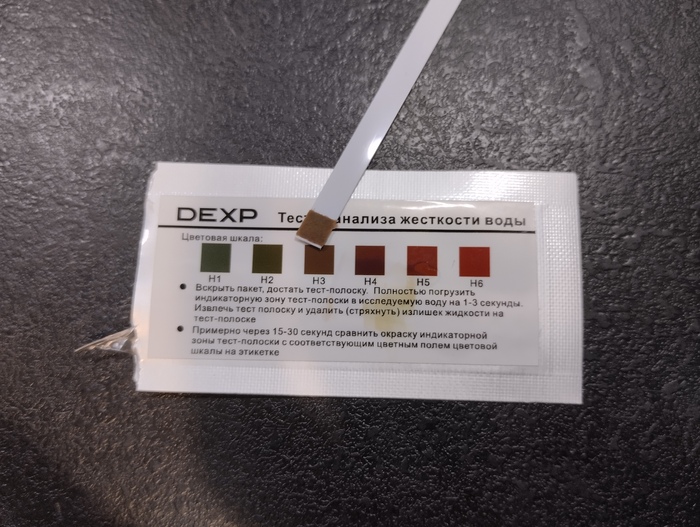 DEXP Тест анализа жесткости воды
Цветовая шкала:
H1 H2 H3 H4 H5 H6
• Вскрыть пакет, достать тест-полоску. Полностью погрузить
индикаторную зону тест-полоски в исследуемую воду на 1-3 секунды.
Извлечь тест полоску и удалить (стряхнуть) излишек жидкости на
тест-полоске
• Примерно через 15-30 секунд сравнить окраску индикаторной
зоны тест-полоски с соответствующим цветным полем цветовой
шкалы на этикетке